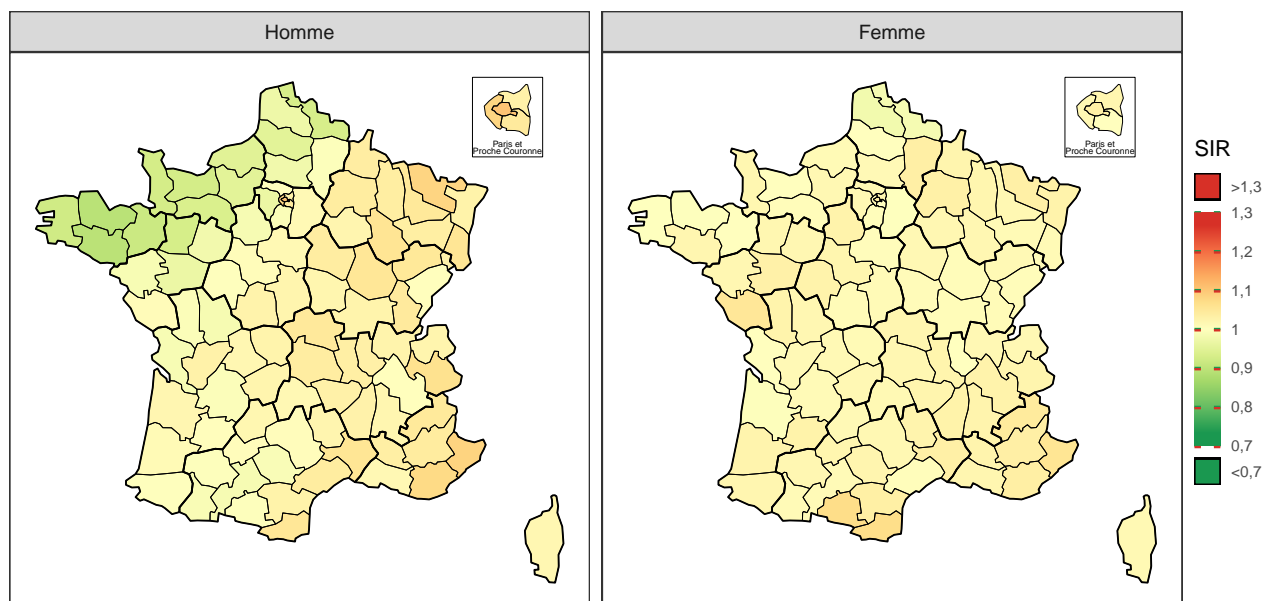 Homme
Femme
Paris et
Proche Couronne
Paris et
Proche Couronne
SIR
>1,3
1,3
1,2
1,1
1
0,9
0,8
0,7
<0,7